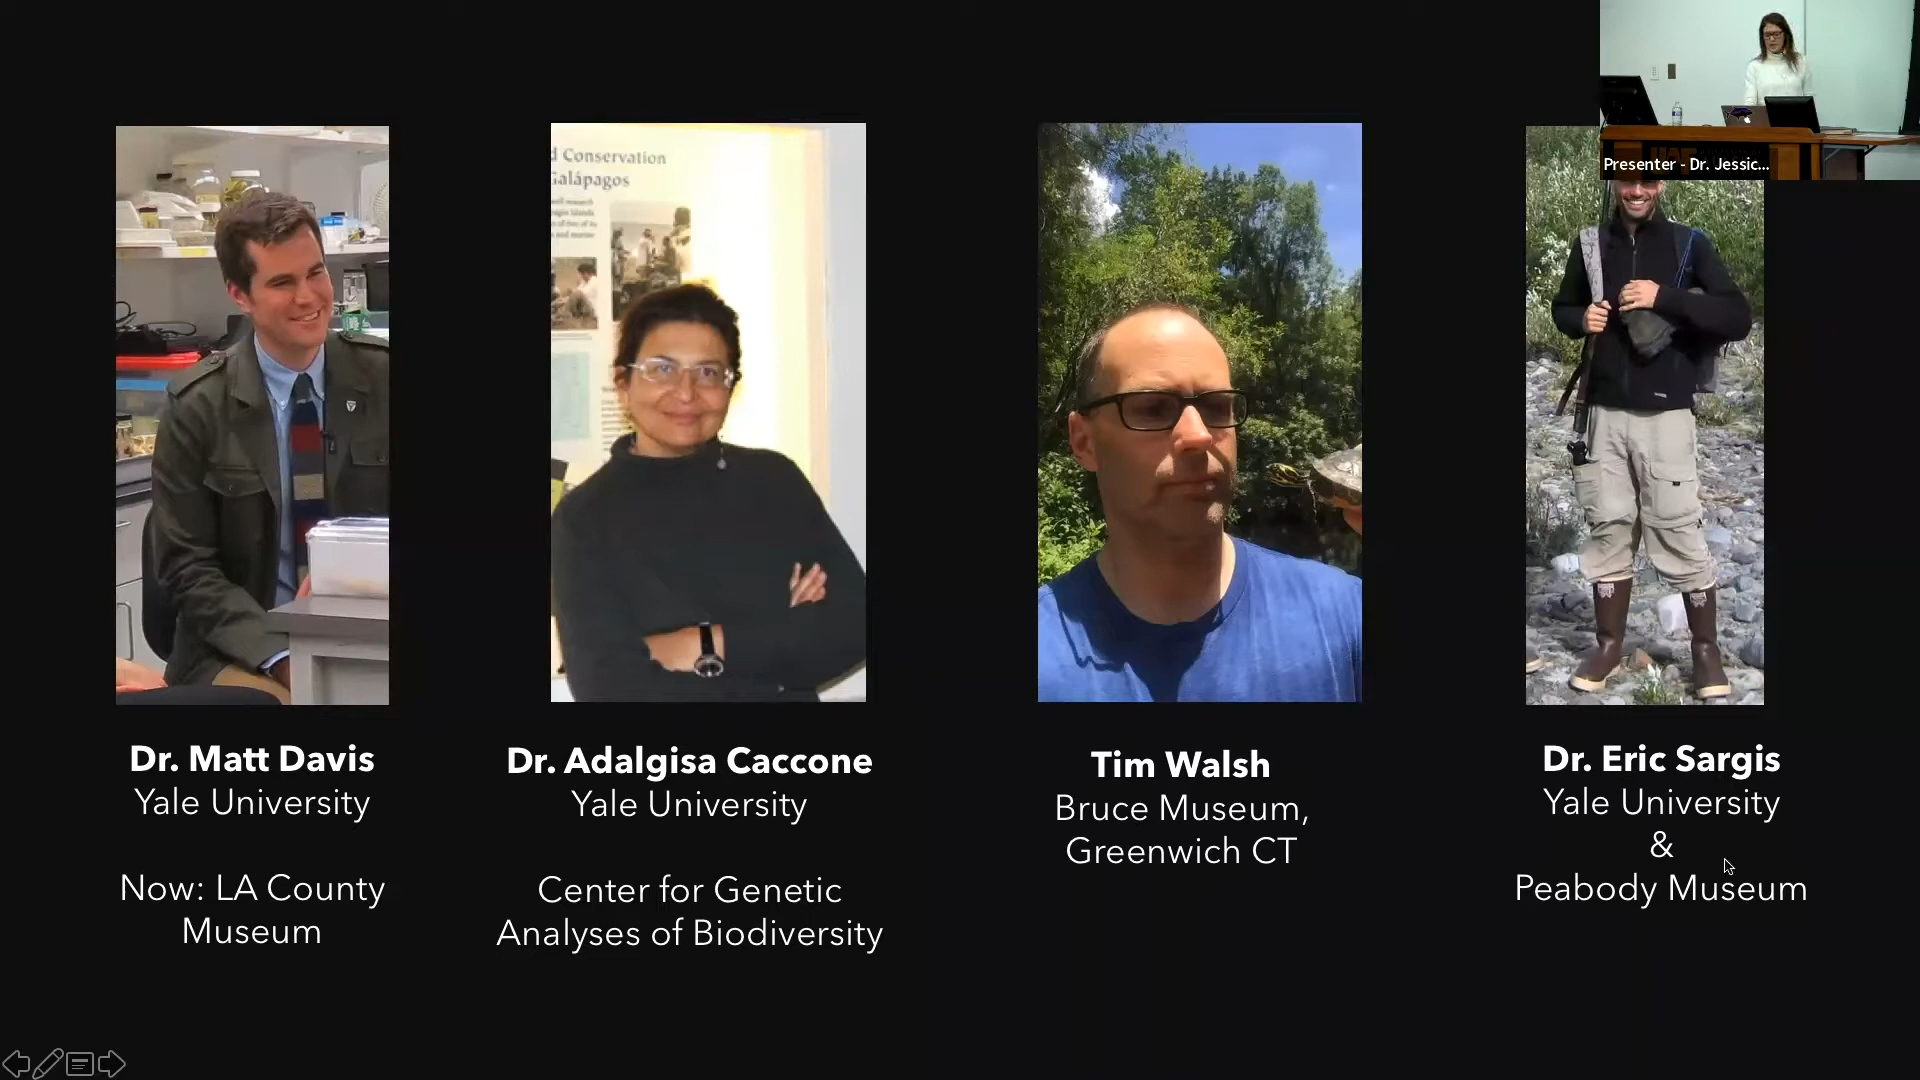 Presenter - Dr. Jessic...
d Conservation
Galápagos
Dr. Matt Davis
Yale University
Now: LA County
Museum
Dr. Adalgisa Caccone
Yale University
Center for Genetic
Analyses of Biodiversity
Tim Walsh
Bruce Museum,
Greenwich CT
Dr. Eric Sargis
Yale University
&
Peabody Museum